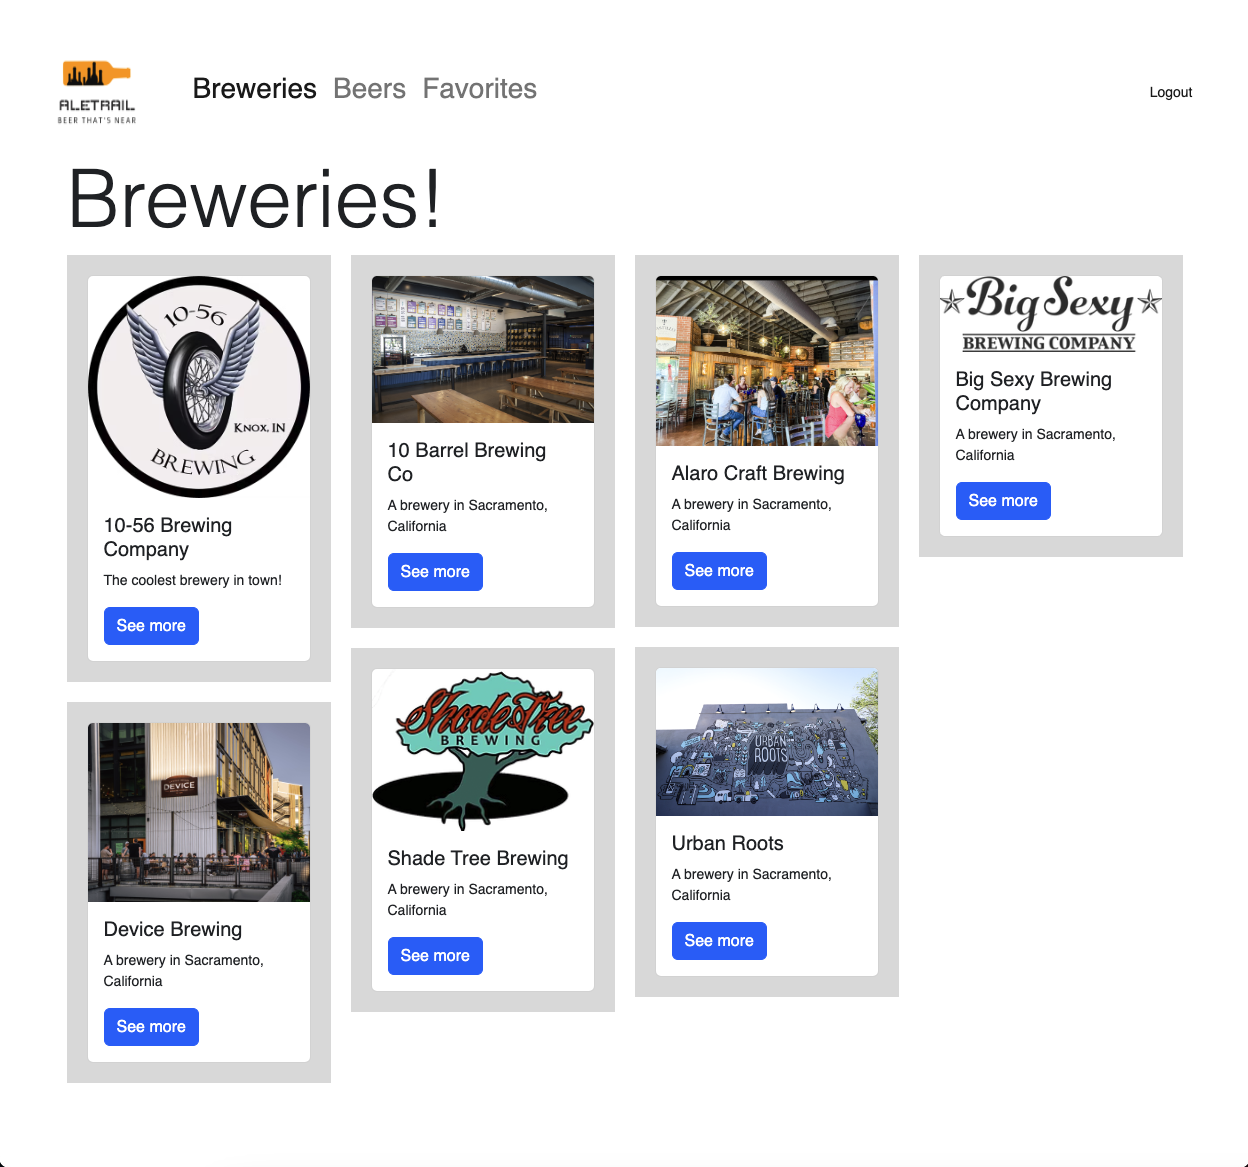 ALETRAIL
BEER THAT'S NEAR
Breweries
Beers
Favorites
Logout
Breweries!
10-56
KNOX, IN
BREWING
10-56 Brewing
Company
The coolest brewery in town!
See more
10 Barrel Brewing
Co
A brewery in Sacramento,
California
See more
Alaro Craft Brewing
A brewery in Sacramento,
California
See more
Big Sexy
BREWING COMPANY
Big Sexy Brewing
Company
A brewery in Sacramento,
California
See more
DEVICE
Device Brewing
A brewery in Sacramento,
California
See more
Shade Tree
BREWING
Shade Tree Brewing
A brewery in Sacramento,
California
See more
URBAN
ROOTS
Urban Roots
A brewery in Sacramento,
California
See more